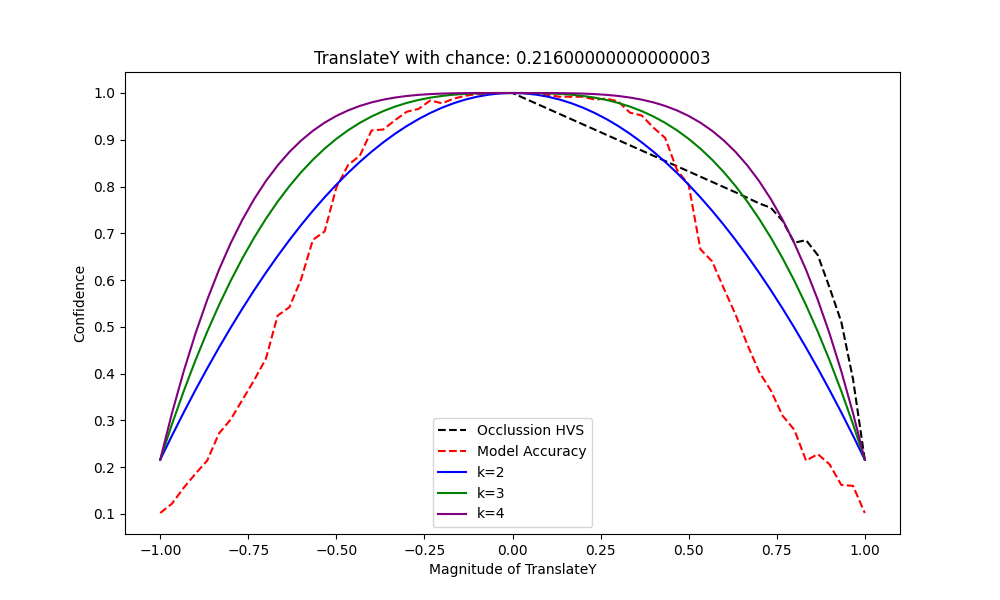 TranslateY with chance: 0.21600000000000003
1.0
0.9
0.8
0.7
0.6
0.5
0.4
0.3
0.2
0.1
Confidence
Occlussion HVS
Model Accuracy
k=2
k=3
k=4
−1.00 −0.75 −0.50 −0.25 0.00 0.25 0.50 0.75 1.00
Magnitude of TranslateY